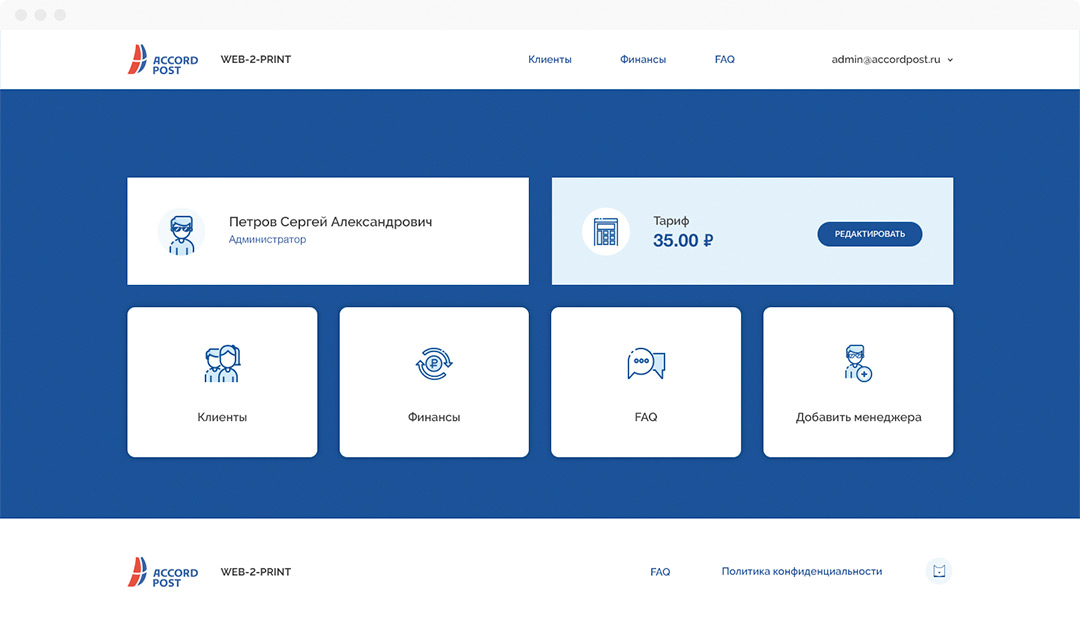 ACCORD
POST
WEB-2-PRINT
Клиенты
Финансы
FAQ
admin@accordpost.ru
Петров Сергей Александрович
Администратор
Тариф
35.00 ₽
РЕДАКТИРОВАТЬ
Клиенты
Финансы
FAQ
Добавить менеджера
ACCORD
POST
WEB-2-PRINT
FAQ
Политика конфиденциальности